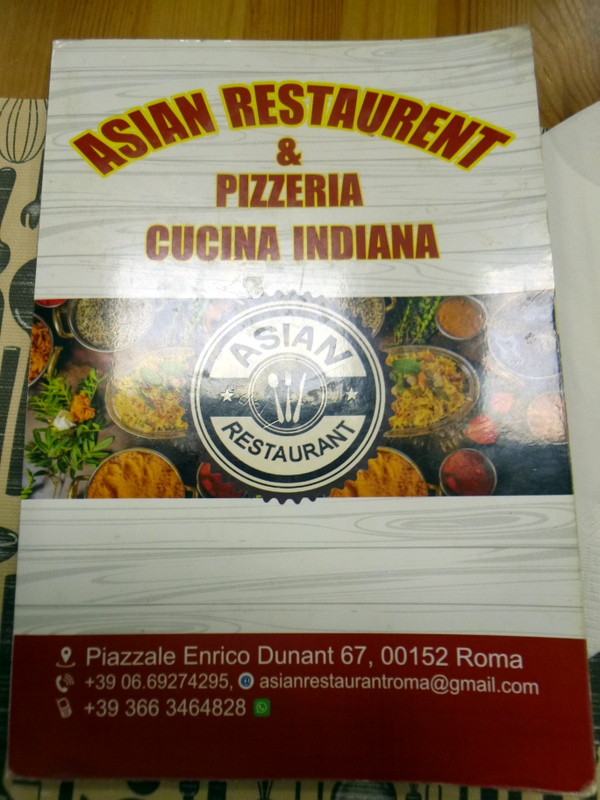 ASIAN RESTAURENT
&
PIZZERIA
CUCINA INDIANA
ASIAN
RESTAURANT
Piazzale Enrico Dunant 67, 00152 Roma
+39 06.69274295, @ asianrestaurantroma@gmail.com
+39 366 3464828